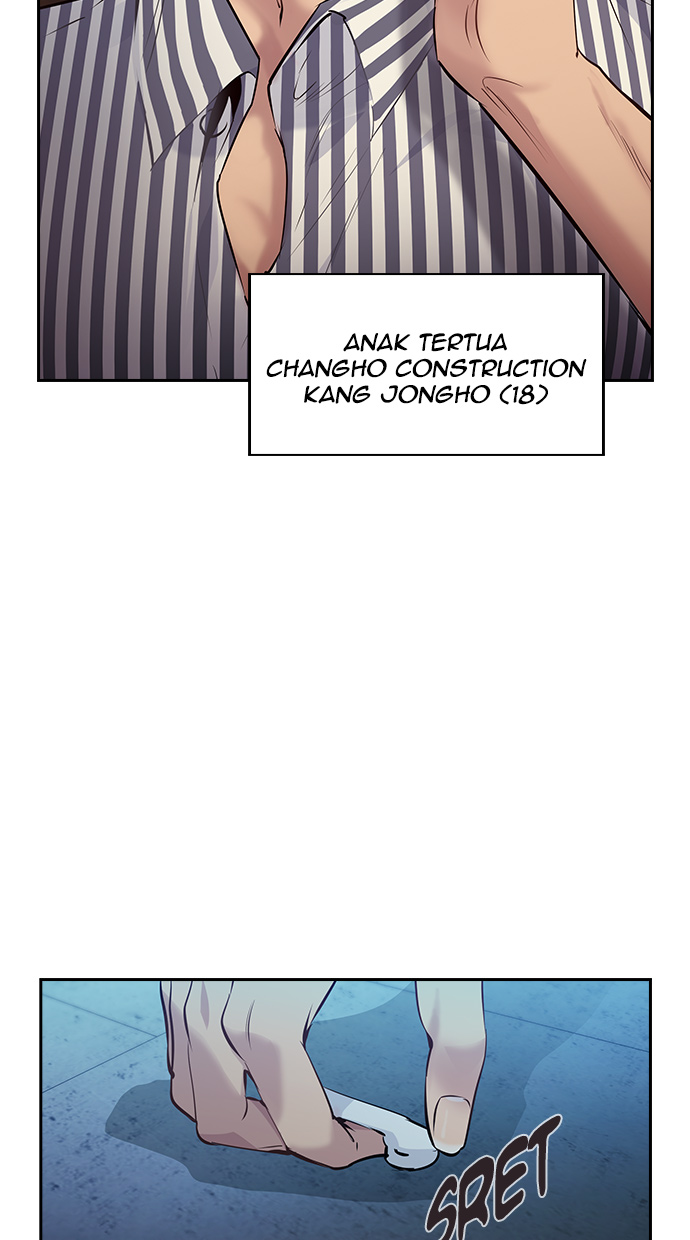 ANAK TERTUA
CHANGHO CONSTRUCTION
KANG JONGHO (18)
SRET